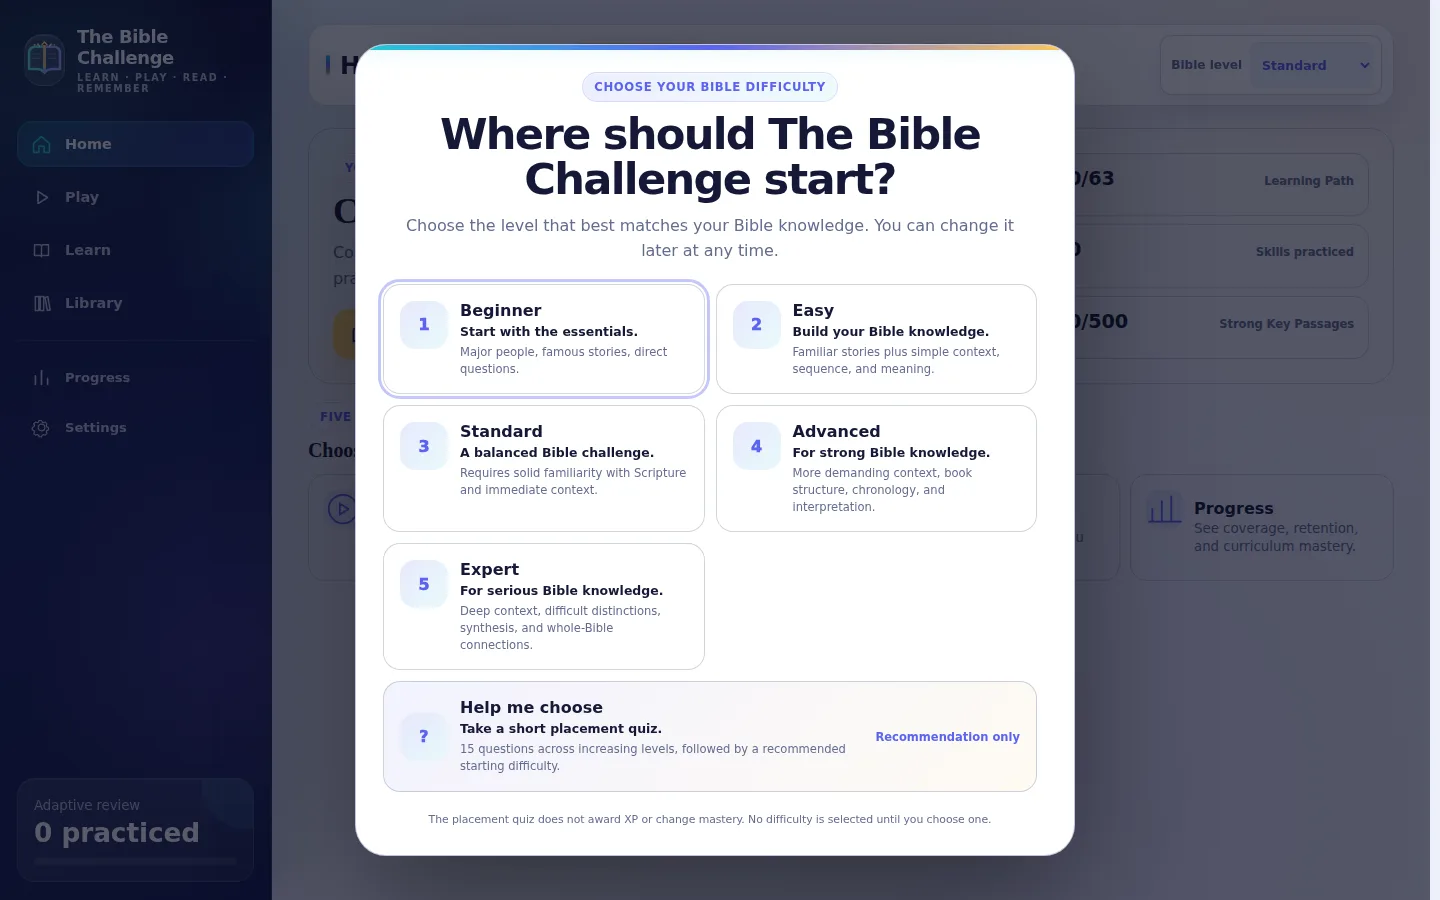 The Bible
Challenge
LEARN · PLAY · READ ·
REMEMBER
Home
Play
Learn
Library
Progress
Settings
Adaptive review
0 practiced
Bible level
Standard
CHOOSE YOUR BIBLE DIFFICULTY
Where should The Bible
Challenge start?
Choose the level that best matches your Bible knowledge. You can change it
later at any time.
1
Beginner
Start with the essentials.
Major people, famous stories, direct
questions.
2
Easy
Build your Bible knowledge.
Familiar stories plus simple context,
sequence, and meaning.
3
Standard
A balanced Bible challenge.
Requires solid familiarity with Scripture
and immediate context.
4
Advanced
For strong Bible knowledge.
More demanding context, book
structure, chronology, and
interpretation.
5
Expert
For serious Bible knowledge.
Deep context, difficult distinctions,
synthesis, and whole-Bible
connections.
?
Help me choose
Take a short placement quiz.
15 questions across increasing levels, followed by a recommended
starting difficulty.
Recommendation only
The placement quiz does not award XP or change mastery. No difficulty is selected until you choose one.
0/63
Learning Path
Skills practiced
0/500
Strong Key Passages
FIVE
Progress
See coverage, retention,
and curriculum mastery.